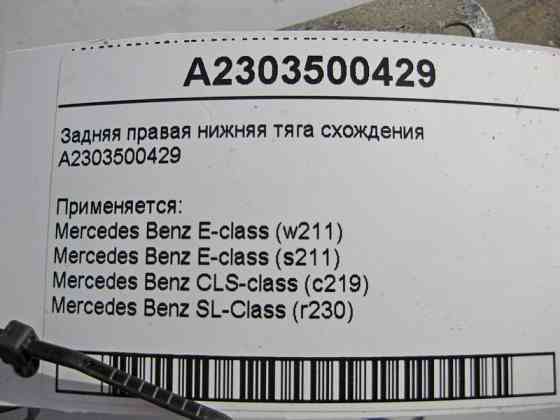 A2303500429
Задняя правая нижняя тяга схождения
A2303500429
Применяется:
Mercedes Benz E-class (w211)
Mercedes Benz E-class (s211)
Mercedes Benz CLS-class (c219)
Mercedes Benz SL-Class (r230)